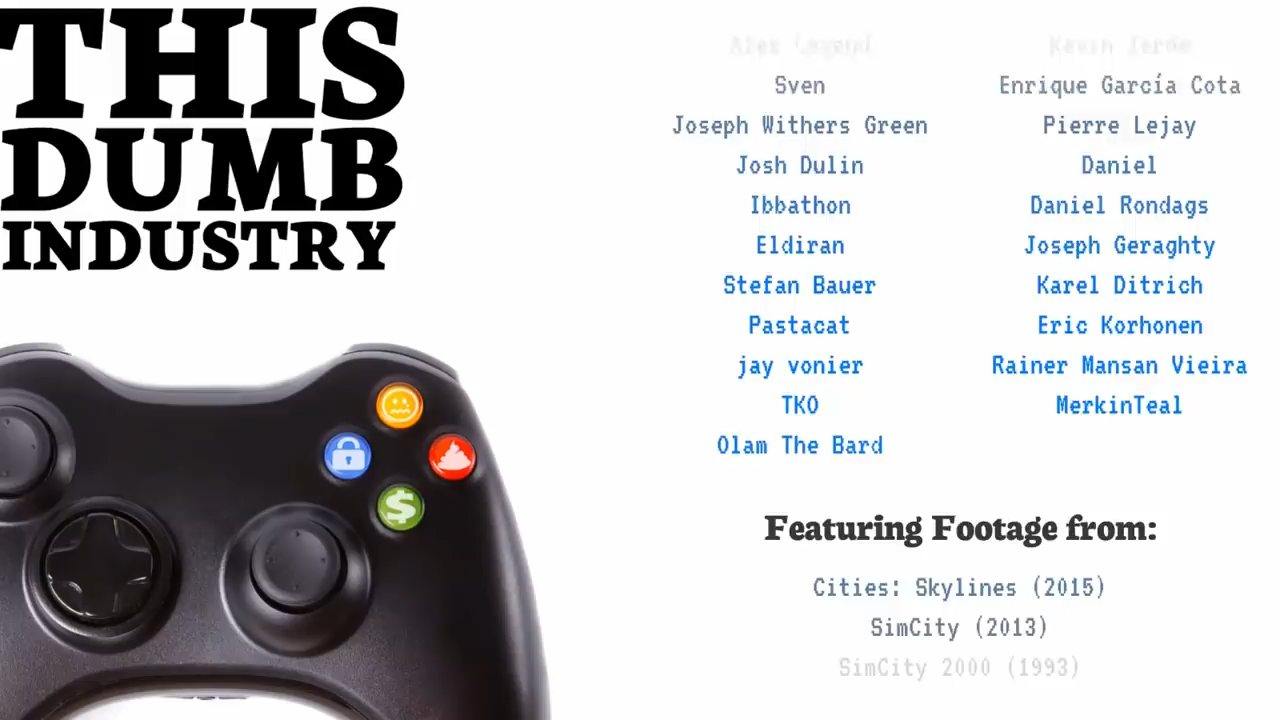 THIS
DUMB
INDUSTRY
Sven
Enrique García Cota
Joseph Withers Green
Pierre Lejay
Josh Dulin
Daniel
Ibbathon
Daniel Rondags
Eldiran
Joseph Geraghty
Stefan Bauer
Karel Ditrich
Pastacat
Eric Korhonen
jay vonier
Rainer Mansan Vieira
TKO
MerkinTeal
Olam The Bard
Featuring Footage from:
Cities: Skylines (2015)
SimCity (2013)
SimCity 2000 (1993)